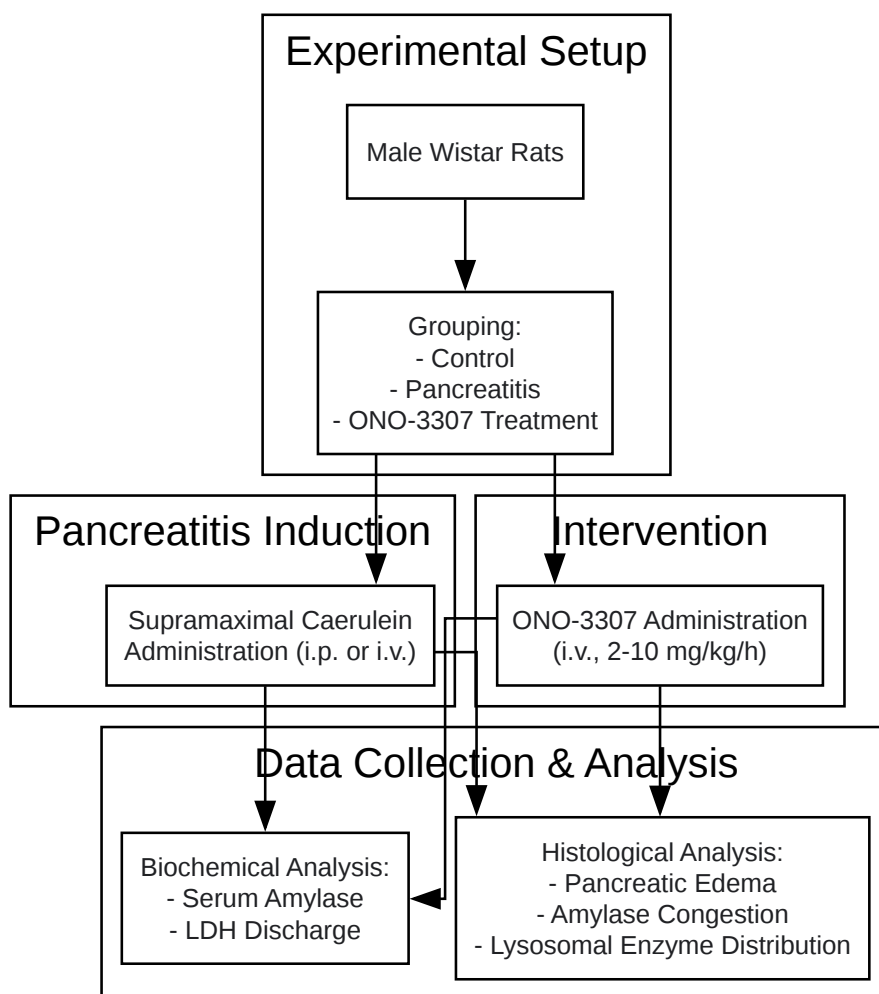 Experimental Setup
Male Wistar Rats
Grouping:
- Control
- Pancreatitis
- ONO-3307 Treatment
Pancreatitis Induction
Supramaximal Caerulein
Administration (i.p. or i.v.)
Intervention
ONO-3307 Administration
(i.v., 2-10 mg/kg/h)
Data Collection & Analysis
Biochemical Analysis:
- Serum Amylase
- LDH Discharge
Histological Analysis:
- Pancreatic Edema
- Amylase Congestion
- Lysosomal Enzyme Distribution